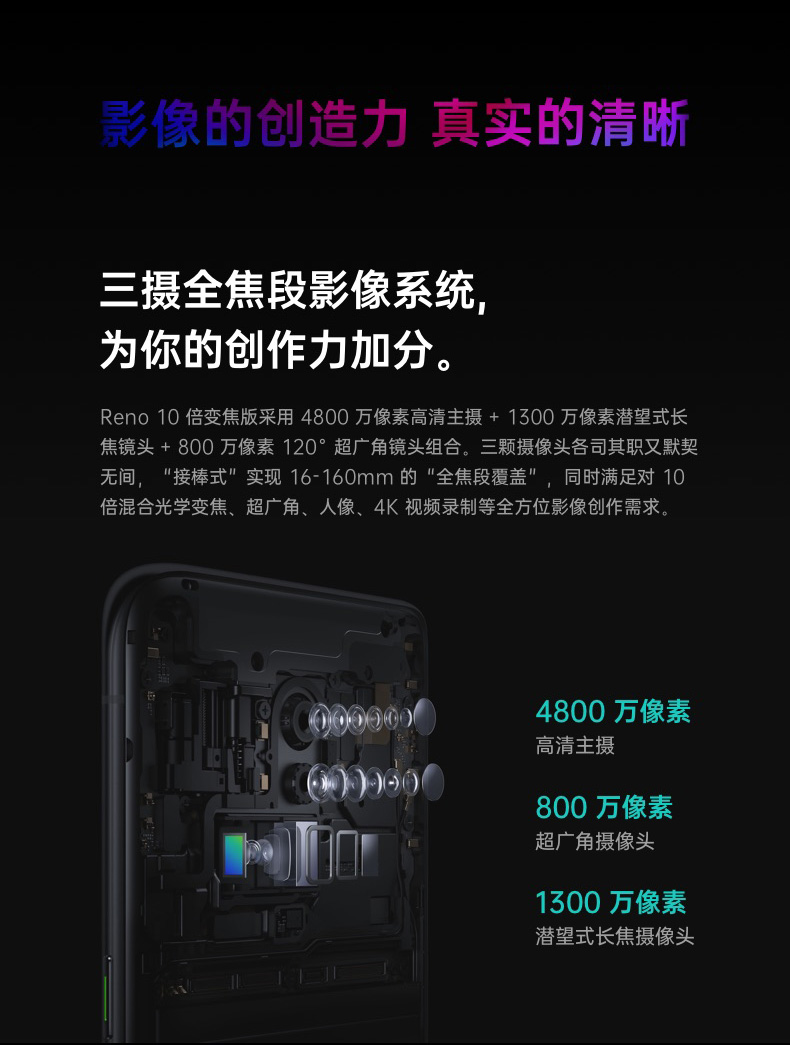 影像的创造力 真实的清晰
三摄全焦段影像系统,
为你的创作力加分。
Reno 10 倍变焦版采用 4800 万像素高清主摄 + 1300 万像素潜望式长
焦镜头 + 800 万像素 120° 超广角镜头组合。三颗摄像头各司其职又默契
无间，“接棒式”实现 16-160mm 的“全焦段覆盖”，同时满足对 10
倍混合光学变焦、超广角、人像、4K 视频录制等全方位影像创作需求。
4800 万像素
高清主摄
800 万像素
超广角摄像头
1300 万像素
潜望式长焦摄像头